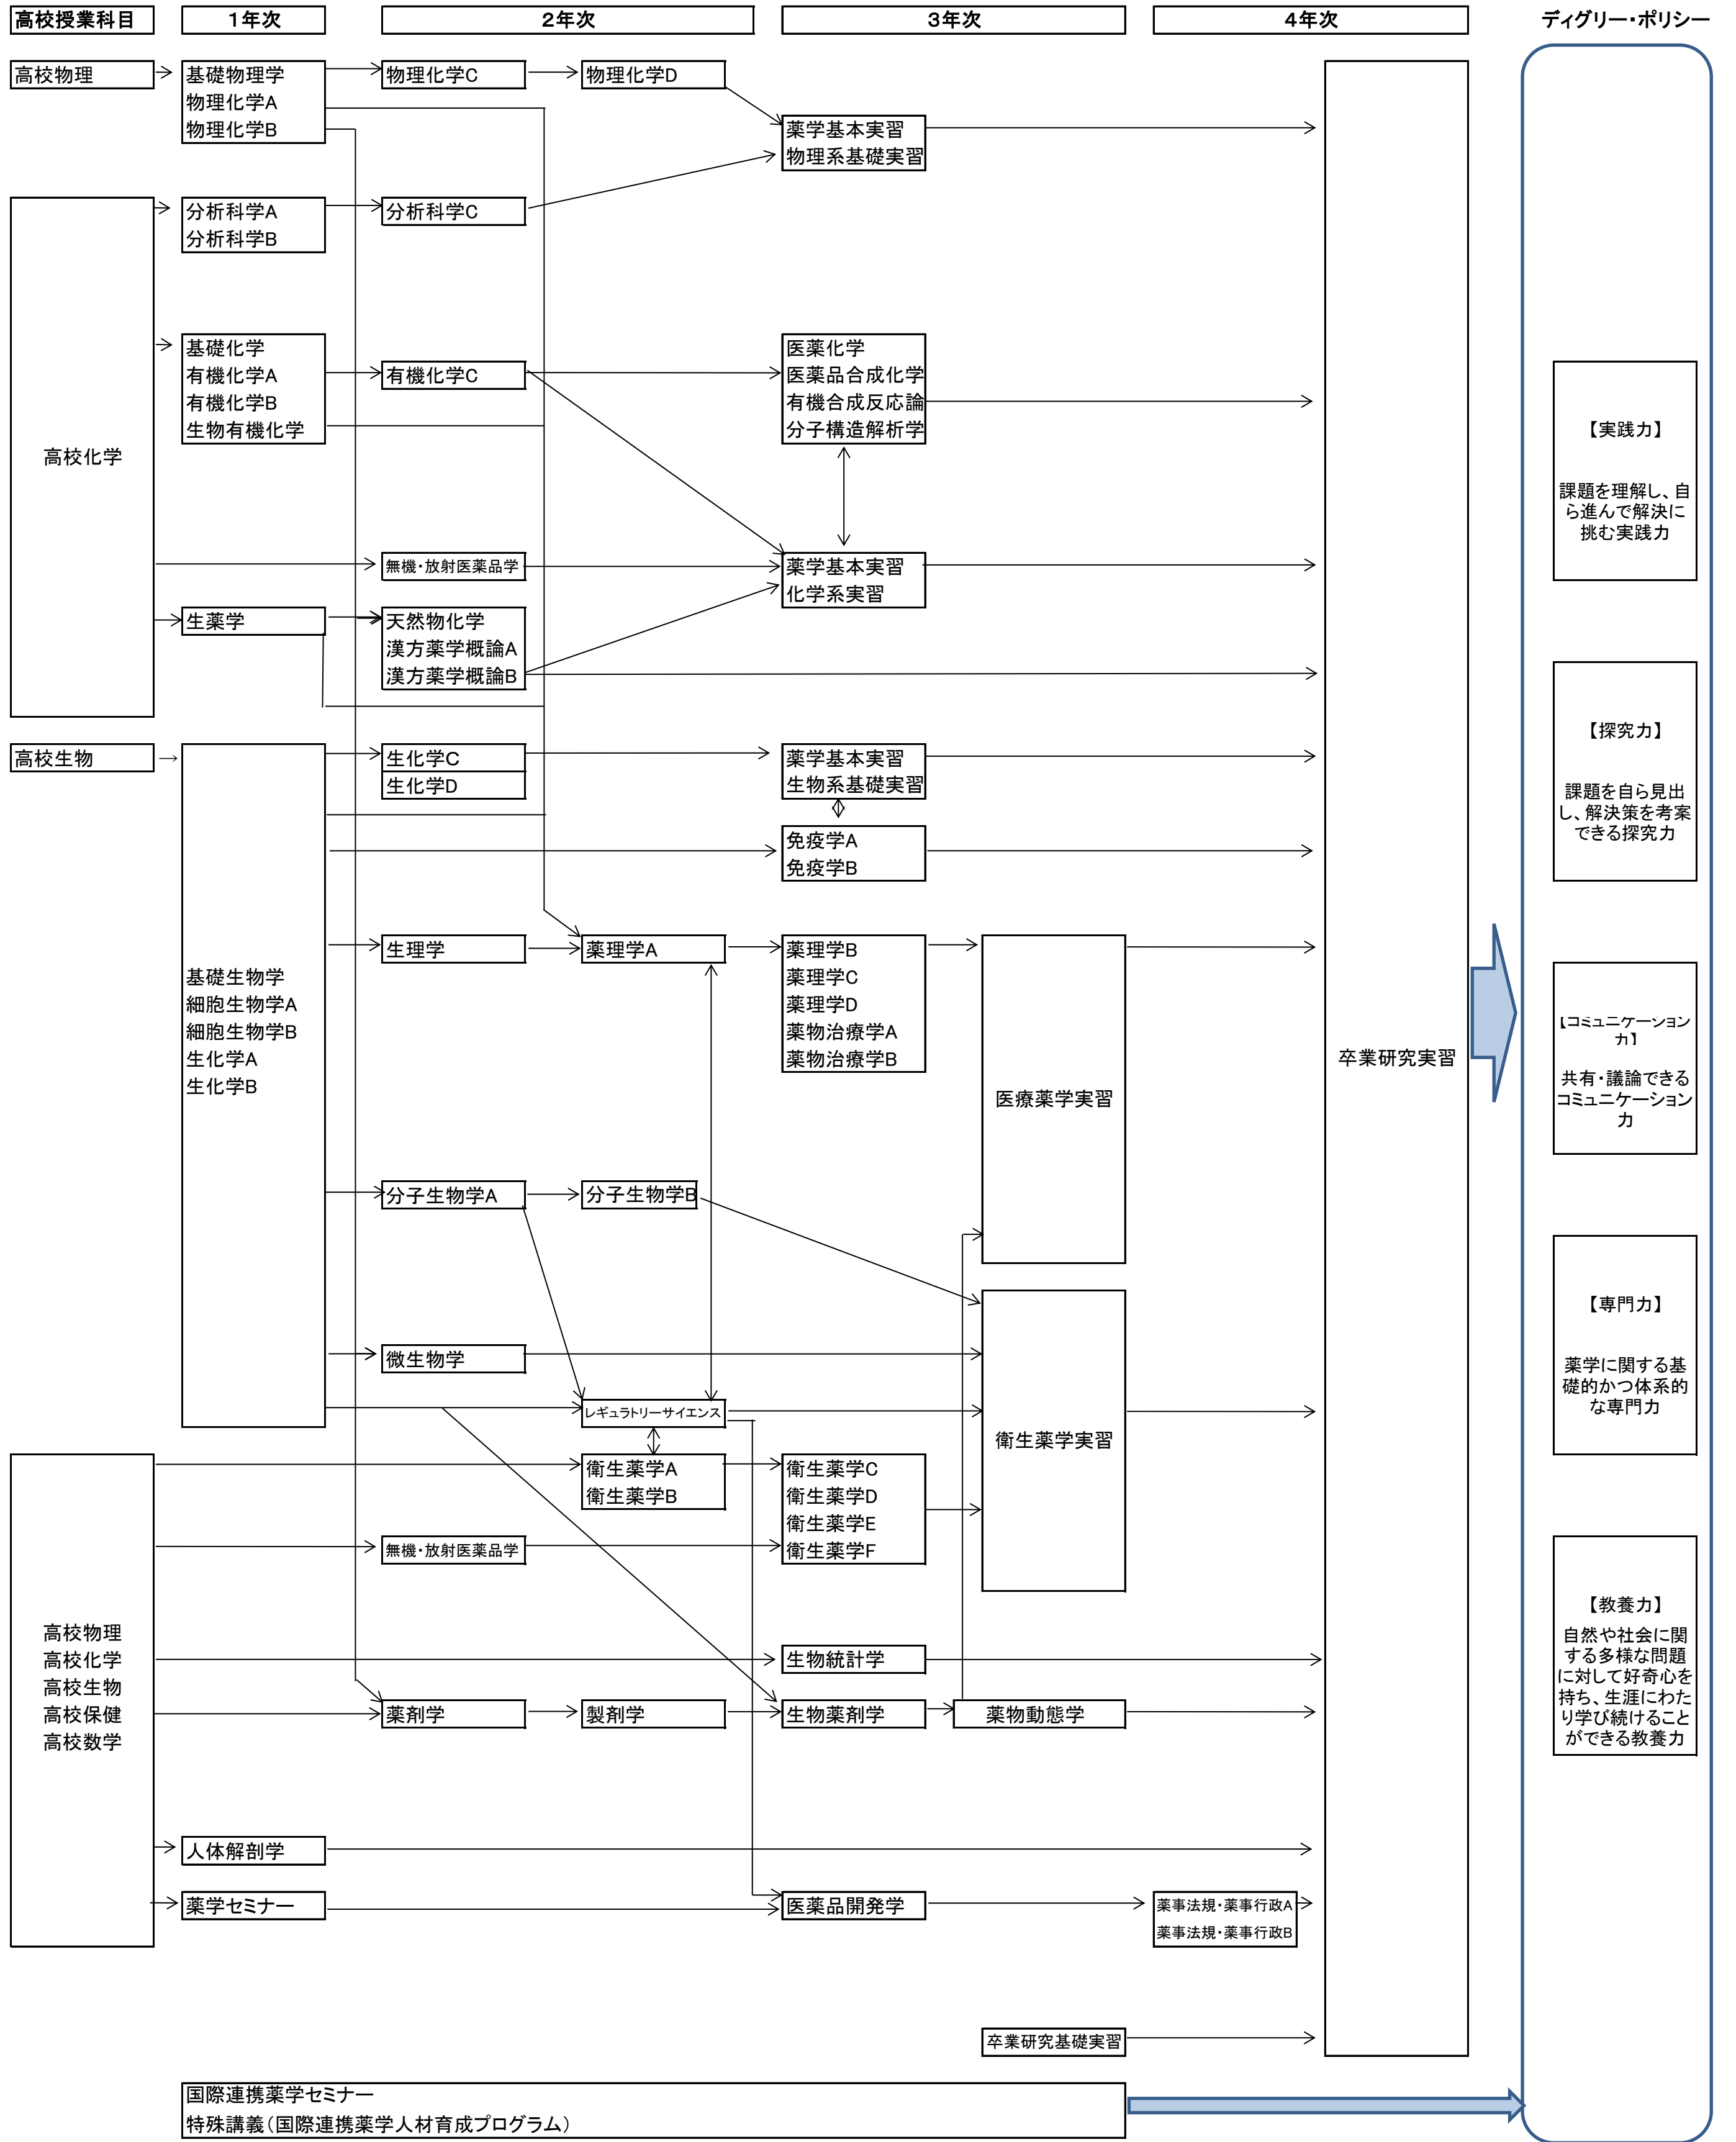 高校授業科目
1年次
2年次
3年次
4年次
ディグリー・ポリシー
高校物理
基礎物理学
物理化学A
物理化学B
物理化学C
物理化学D
薬学基本実習
物理系基礎実習
高校化学
分析科学A
分析科学B
分析科学C
基礎化学
有機化学A
有機化学B
生物有機化学
有機化学C
医薬化学
医薬品合成化学
有機合成反応論
分子構造解析学
無機・放射医薬品学
薬学基本実習
化学系実習
生薬学
天然物化学
漢方薬学概論A
漢方薬学概論B
高校生物
基礎生物学
細胞生物学A
細胞生物学B
生化学A
生化学B
生化学C
生化学D
薬学基本実習
生物系基礎実習
免疫学A
免疫学B
生理学
薬理学A
薬理学B
薬理学C
薬理学D
薬物治療学A
薬物治療学B
医療薬学実習
分子生物学A
分子生物学B
微生物学
レギュラトリーサイエンス
衛生薬学実習
高校物理
高校化学
高校生物
高校保健
高校数学
衛生薬学A
衛生薬学B
衛生薬学C
衛生薬学D
衛生薬学E
衛生薬学F
無機・放射医薬品学
生物統計学
薬剤学
製剤学
生物薬剤学
薬物動態学
人体解剖学
薬学セミナー
医薬品開発学
薬事法規・薬事行政A
薬事法規・薬事行政B
卒業研究基礎実習
卒業研究実習
国際連携薬学セミナー
特殊講義(国際連携薬学人材育成プログラム)
【実践力】
課題を理解し、自
ら進んで解決に
挑む実践力
【探究力】
課題を自ら見出
し、解決策を考案
できる探究力
【コミュニケーション
力】
共有・議論できる
コミュニケーション
力
【専門力】
薬学に関する基
礎的かつ体系的
な専門力
【教養力】
自然や社会に関
する多様な問題
に対して好奇心を
持ち、生涯にわた
り学び続けること
ができる教養力